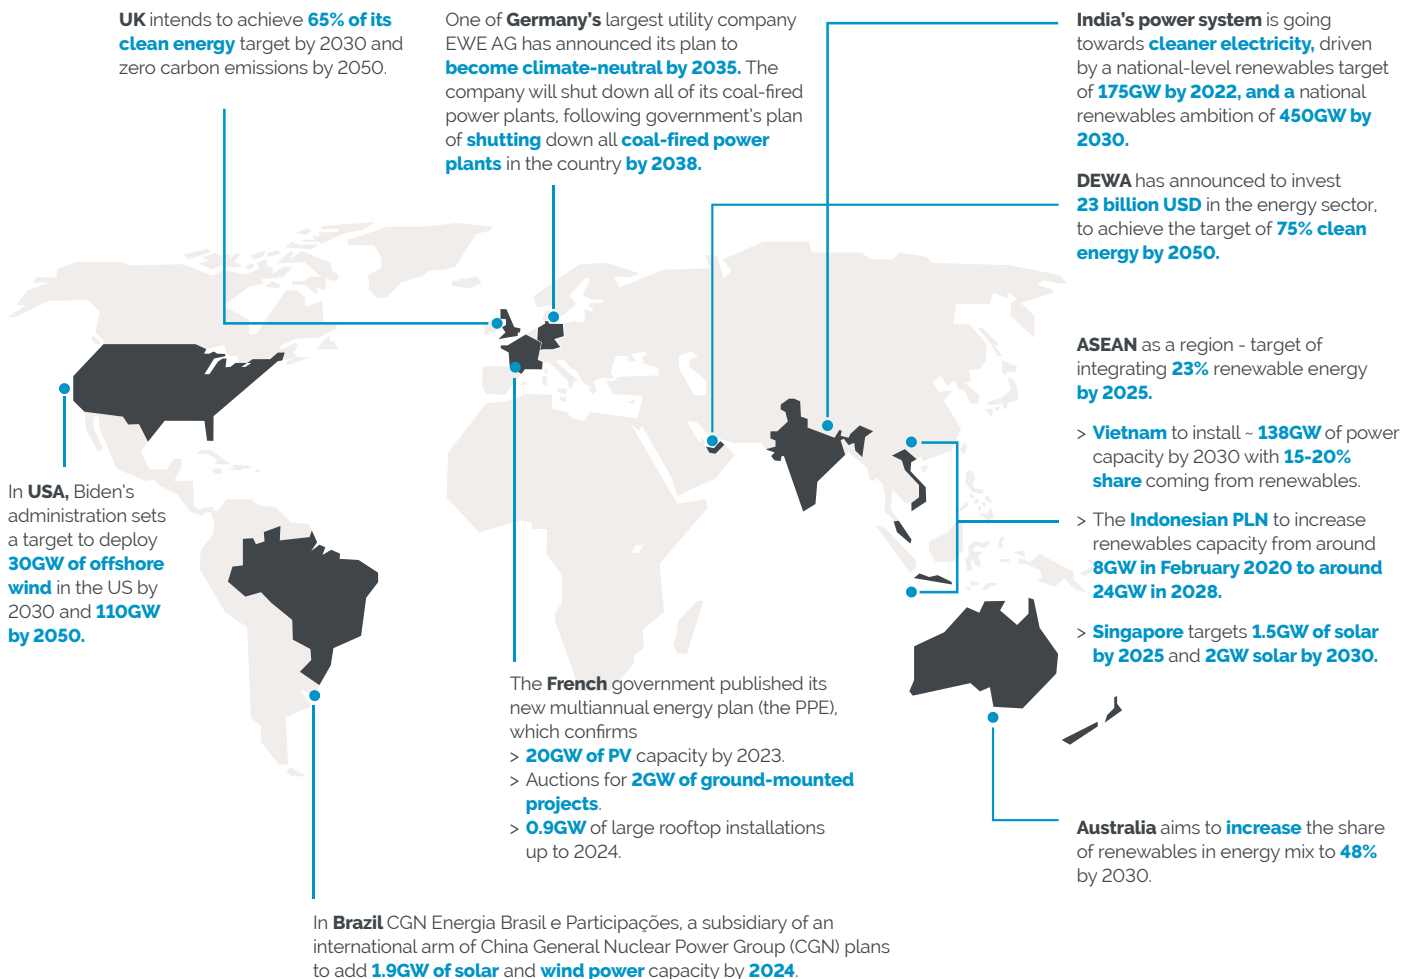 UK intends to achieve 65% of its
clean energy target by 2030 and
zero carbon emissions by 2050.
One of Germany's largest utility company
EWE AG has announced its plan to
become climate-neutral by 2035. The
company will shut down all of its coal-fired
power plants, following government's plan
of shutting down all coal-fired power
plants in the country by 2038.
India's power system is going
towards cleaner electricity, driven
by a national-level renewables target
of 175GW by 2022, and a national
renewables ambition of 450GW by
2030.
DEWA has announced to invest
23 billion USD in the energy sector,
to achieve the target of 75% clean
energy by 2050.
ASEAN as a region - target of
integrating 23% renewable energy
by 2025.
> Vietnam to install ~ 138GW of power
capacity by 2030 with 15-20%
share coming from renewables.
> The Indonesian PLN to increase
renewables capacity from around
8GW in February 2020 to around
24GW in 2028.
> Singapore targets 1.5GW of solar
by 2025 and 2GW solar by 2030.
In USA, Biden's
administration sets
a target to deploy
30GW of offshore
wind in the US by
2030 and 110GW
by 2050.
The French government published its
new multiannual energy plan (the PPE),
which confirms
> 20GW of PV capacity by 2023.
> Auctions for 2GW of ground-mounted
projects.
> 0.9GW of large rooftop installations
up to 2024.
Australia aims to increase the share
of renewables in energy mix to 48%
by 2030.
In Brazil CGN Energia Brasil e Participações, a subsidiary of an
international arm of China General Nuclear Power Group (CGN) plans
to add 1.9GW of solar and wind power capacity by 2024.